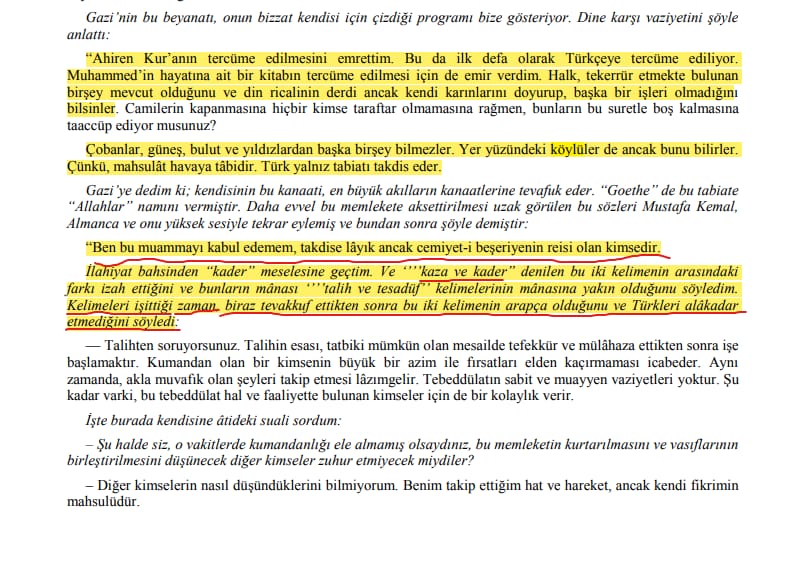 Gazi’nin bu beyanatı, onun bizzat kendisi için çizdiği programı bize gösteriyor. Dine karşı vaziyetini şöyle
anlattı:
“Ahiren Kur’anın tercüme edilmesini emrettim. Bu da ilk defa olarak Türkçeye tercüme ediliyor.
Muhammed’in hayatına ait bir kitabın tercüme edilmesi için de emir verdim. Halk, tekerrür etmekte bulunan
birşey mevcut olduğunu ve din ricalinin derdi ancak kendi karınlarını doyurup, başka bir işleri olmadığını
bilsinler. Camilerin kapanmasına hiçbir kimse taraftar olmamasına rağmen, bunların bu suretle boş kalmasına
taaccüp ediyor musunuz?
Çobanlar, güneş, bulut ve yıldızlardan başka birşey bilmezler. Yer yüzündeki köylüler de ancak bunu bilirler.
Çünkü, mahsulât havaya tâbidir. Türk yalnız tabiatı takdis eder.
Gazi’ye dedim ki; kendisinin bu kanaati, en büyük akılların kanaatlerine tevafuk eder. “Goethe” de bu tabiate
“Allahlar” namını vermiştir. Daha evvel bu memlekete aksettirilmesi uzak görülen bu sözleri Mustafa Kemal,
Almanca ve onu yüksek sesiyle tekrar eylemiş ve bundan sonra şöyle demiştir:
“Ben bu muammayı kabul edemem, takdise lâyık ancak cemiyet-i beşeriyenin reisi olan kimsedir.
İlahiyat bahsinden “kader” meselesine geçtim. Ve ‘’’’kaza ve kader” denilen bu iki kelimenin arasındaki
farkı izah ettiğini ve bunların mânası ‘’’’talih ve tesadüf” kelimelerinin mânasına yakın olduğunu söyledim.
Kelimeleri işittiği zaman, biraz tevakkuf ettikten sonra bu iki kelimenin arapça olduğunu ve Türkleri alâkadar
etmediğini söyledi:
— Talihten soruyorsunuz. Talihin esası, tatbiki mümkün olan mesailde tefekkür ve mülâhaza ettikten sonra işe
başlamaktır. Kumandan olan bir kimsenin büyük bir azim ile fırsatları elden kaçırmaması icabeder. Aynı
zamanda, akla muvafik olan şeyleri takip etmesi lâzımgelir. Tebeddülatın sabit ve muayyen vaziyetleri yoktur. Şu
kadar varki, bu tebeddülat hal ve faaliyette bulunan kimseler için de bir kolaylık verir.
İşte burada kendisine âtideki suali sordum:
– Şu halde siz, o vakitlerde kumandanlığı ele almamış olsaydınız, bu memleketin kurtarılmasını ve vasıflarının
birleştirilmesini düşünecek diğer kimseler zuhur etmiyecek miydiler?
– Diğer kimselerin nasıl düşündüklerini bilmiyorum. Benim takip ettiğim hat ve hareket, ancak kendi fikrimin
mahsulüdür.